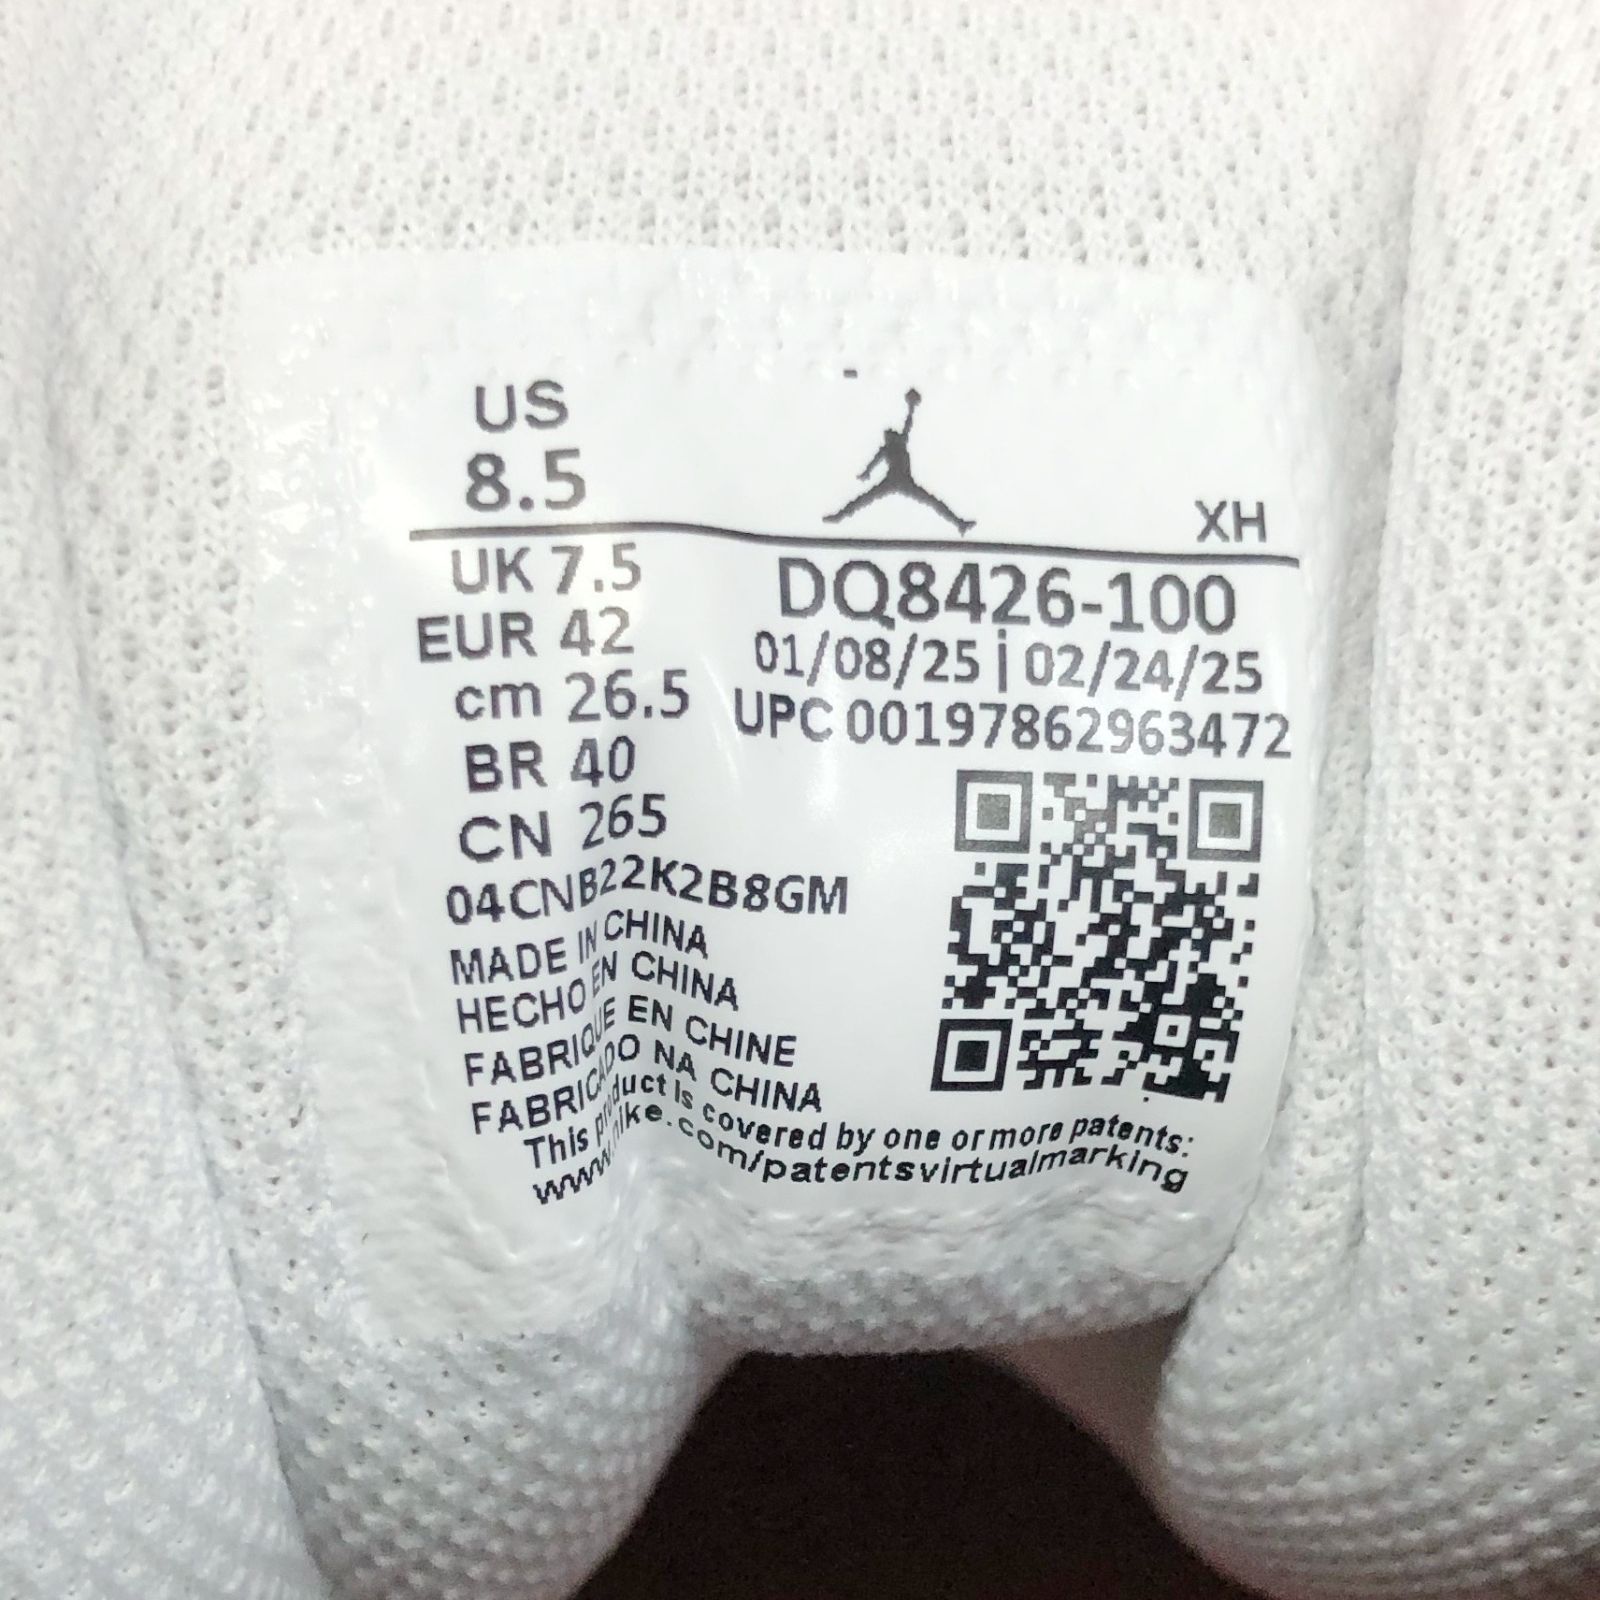 US
8.5
XH
UK 7.5
EUR 42
cm 26.5
BR 40
CN 265
04CNB22K2B8GM
MADE IN CHINA
HECHO EN CHINA
FABRIQUE EN CHINE
FABRICADO NA CHINA
This product is covered by one or more patents:
www.nike.com/patentsvirtualmarking
DQ8426-100
01/08/25 | 02/24/25
UPC 00197862963472